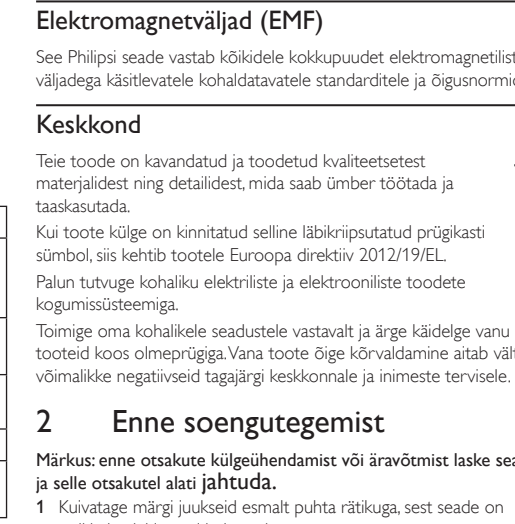 Elektromagnetväljad (EMF)
See Philipsi seade vastab kõikidele kokkupuudet
väljadega käsitlevatele kohaldatavatele standarditele ja
Keskkond
Teie toode on kavandatud ja toodetud kvaliteetsetest
materjalidest ning detailidest, mida saab ümber töötada ja
taaskasutada.
Kui toote külge on kinnitatud selline läbikriipsutatud prügikasti
sümbol, siis kehtib tootele Euroopa direktiiv 2012/19/EL.
Palun tutvuge kohaliku elektriliste ja elektrooniliste toodete
kogumissüsteemiga.
Toimige oma kohalikele seadustele vastavalt ja ärge käidelge vanu
tooteid koos olmeprügiga. Vana toote õige kõrvaldamine aitab
võimalikke negatiivseid tagajärgi keskkonnale ja inimeste tervisele.
2 Enne soengutegemist
Märkus: enne otsakute külgeühendamist või äravõtmist laske
ja selle otsakutel alati jahtuda.
1 Kuivatage märgi juukseid esmalt puhta rätikuga, sest seade on